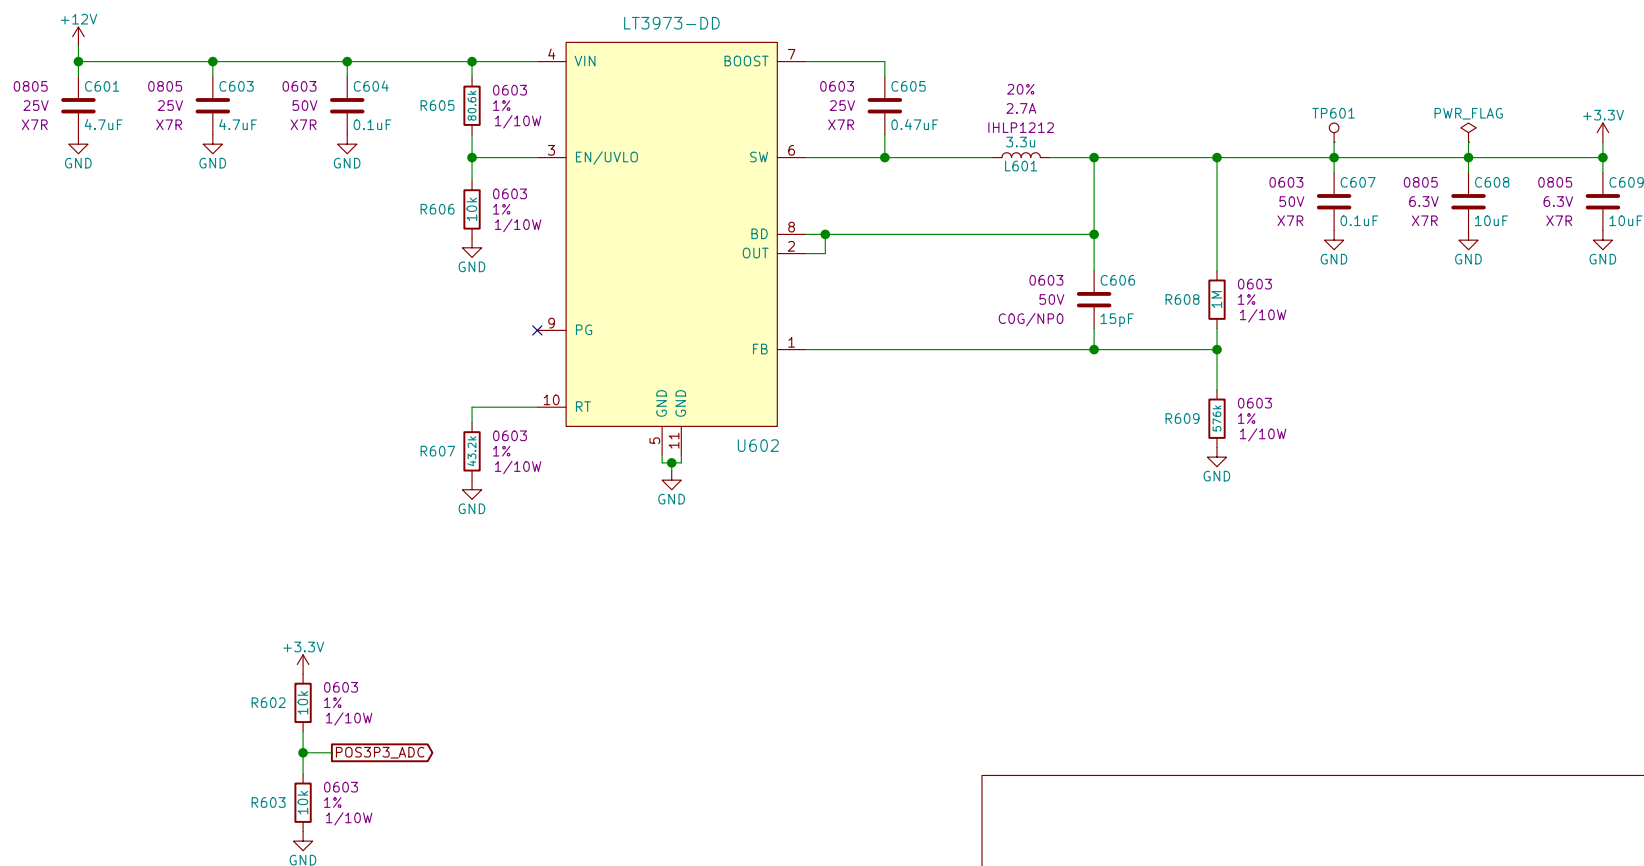 +12V
LT3973-DD
0805
25V
X7R
C601
4.7uF
GND
0805
25V
X7R
C603
4.7uF
GND
0603
50V
X7R
C604
0.1uF
GND
R605
80.6k
0603
1%
1/10W
R606
10k
0603
1%
1/10W
GND
4
VIN
3
EN/UVLO
9
PG
10
RT
BOOST
7
SW
6
BD
8
OUT
2
FB
1
GND
GND
5
11
U602
GND
R607
43.2k
0603
1%
1/10W
GND
0603
25V
X7R
C605
0.47uF
20%
2.7A
IHLP1212
3.3u
L601
0603
50V
C0G/NP0
C606
15pF
R608
1M
0603
1%
1/10W
R609
576k
0603
1%
1/10W
GND
TP601
0603
50V
X7R
C607
0.1uF
GND
PWR_FLAG
0805
6.3V
X7R
C608
10uF
GND
+3.3V
0805
6.3V
X7R
C609
10uF
GND
+3.3V
R602
10k
0603
1%
1/10W
POS3P3_ADC
R603
10k
0603
1%
1/10W
GND